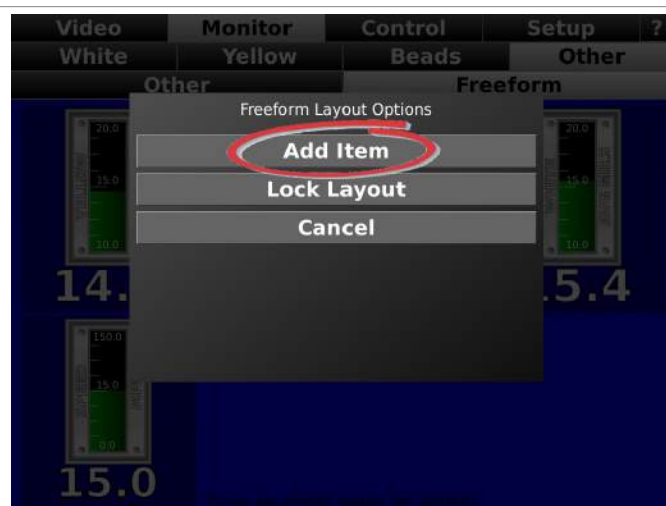 Video Monitor Control Setup ?
White Yellow Beads Other
Other Freeform
Freeform Layout Options
Add Item
Lock Layout
Cancel
20.0 20.0
15.0 15.0
10.0 10.0
14. 5.4
150.0
15.0
0.0
15.0